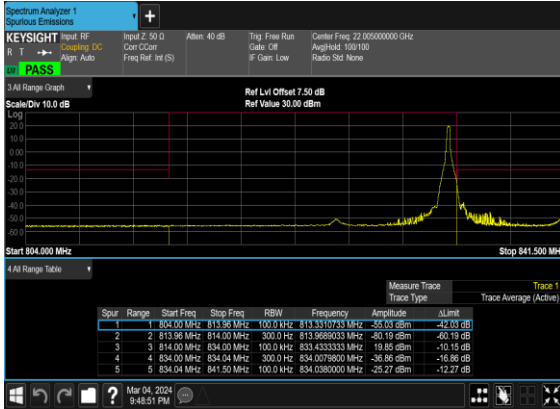 Spectrum Analyzer 1
Spurious Emissions
+
KEYSIGHT Input: RF Input Z: 50 Ω Atten: 40 dB Trig: Free Run Center Freq: 22.005000000 GHz
R T Coupling: DC Corr CCorr Gate: Off Avg|Hold: 100/100
Align: Auto Freq Ref: Int (S) IF Gain: Low Radio Std: None
PASS
3 All Range Graph
Ref Lvl Offset 7.50 dB
Scale/Div 10.0 dB Ref Value 30.00 dBm
Log
20.0
10.0
0.00
-10.0
-20.0
-30.0
-40.0
-50.0
-60.0
Start 804.000 MHz Stop 841.500 MH
4 All Range Table
Measure Trace Trace 1
Trace Type Trace Average (Active)
Spur Range Start Freq Stop Freq RBW Frequency Amplitude ΔLimit
1 1 804.00 MHz 813.96 MHz 100.0 kHz 813.3310733 MHz -55.03 dBm -42.03 dB
2 2 813.96 MHz 814.00 MHz 300.0 Hz 813.9689033 MHz -80.19 dBm -60.19 dB
3 3 814.00 MHz 834.00 MHz 100.0 kHz 833.4333333 MHz 19.85 dBm -10.15 dB
4 4 834.00 MHz 834.04 MHz 300.0 Hz 834.0079800 MHz -36.86 dBm -16.86 dB
5 5 834.04 MHz 841.50 MHz 100.0 kHz 834.0380000 MHz -25.27 dBm -12.27 dB
? Mar 04, 2024
9:48:51 PM